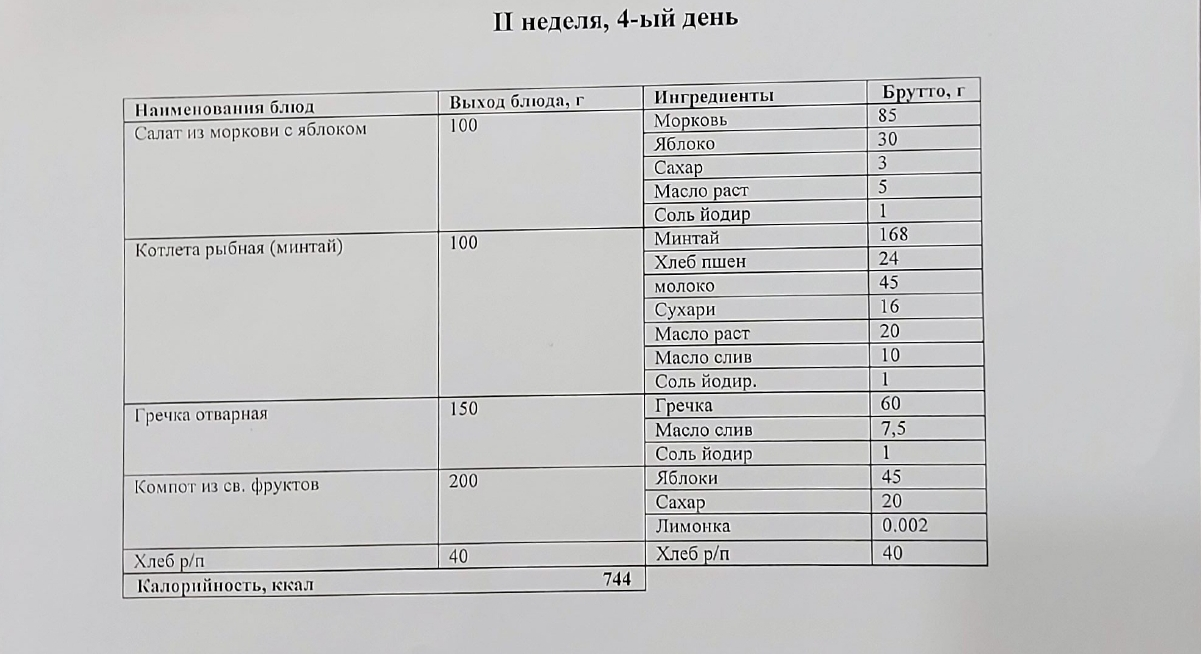 II неделя, 4-ый день
Наименования блюд Выход блюда, г Ингредиенты Брутто, г
Салат из моркови с яблоком 100 Морковь 85
Яблоко 30
Сахар 3
Масло раст 5
Соль йодир 1
Котлета рыбная (минтай) 100 Минтай 168
Хлеб пшен 24
молоко 45
Сухари 16
Масло раст 20
Масло слив 10
Соль йодир. 1
Гречка отварная 150 Гречка 60
Масло слив 7,5
Соль йодир 1
Компот из св. фруктов 200 Яблоки 45
Сахар 20
Лимонка 0.002
Хлеб р/п 40 Хлеб р/п 40
Калорийность, ккал 744